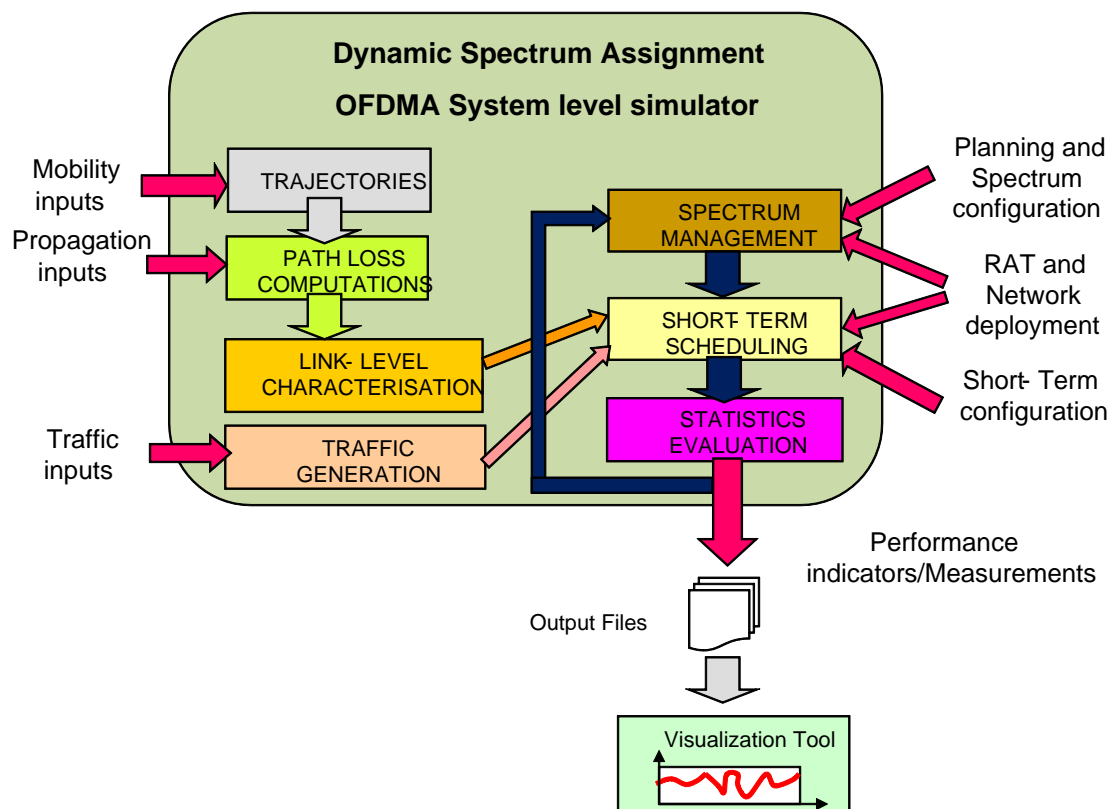 Dynamic Spectrum Assignment
OFDMA System level simulator
Mobility
inputs
TRAJECTORIES
Propagation
inputs
PATH LOSS
COMPUTATIONS
LINK- LEVEL
CHARACTERISATION
Traffic
inputs
TRAFFIC
GENERATION
SPECTRUM
MANAGEMENT
SHORT- TERM
SCHEDULING
STATISTICS
EVALUATION
Planning and
Spectrum
configuration
RAT and
Network
deployment
Short- Term
configuration
Performance
indicators/Measurements
Output Files
Visualization Tool